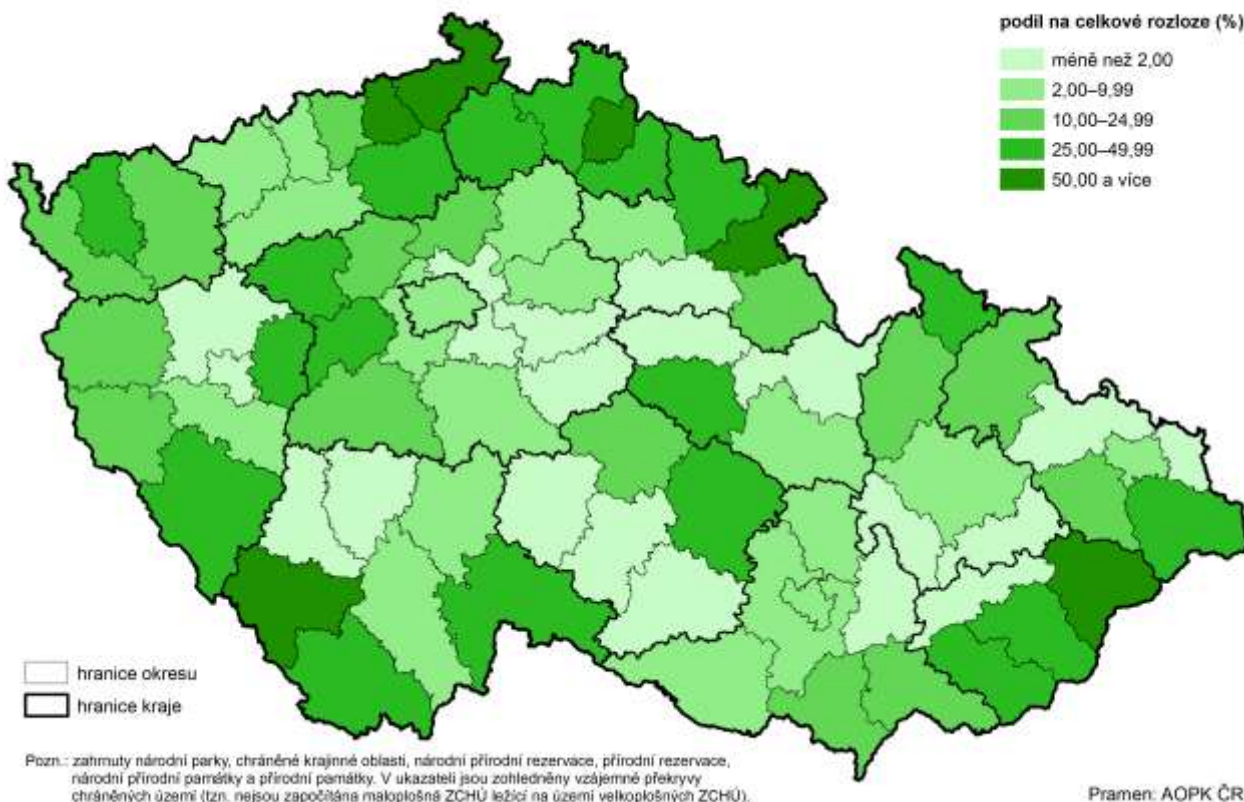 podíl na celkové rozloze (%)
méně než 2,00
2,00–9,99
10,00–24,99
25,00–49,99
50,00 a více
hranice okresu
hranice kraje
Pozn.: zahrnuty národní parky, chráněné krajinné oblasti, národní přírodní rezervace, přírodní rezervace,
národní přírodní památky a přírodní památky. V ukazateli jsou zohledněny vzájemné překryvy
chráněných území (tzn. nejsou započítána maloplošná ZCHÚ ležící na území velkoplošných ZCHÚ).
Pramen: AOPK ČR